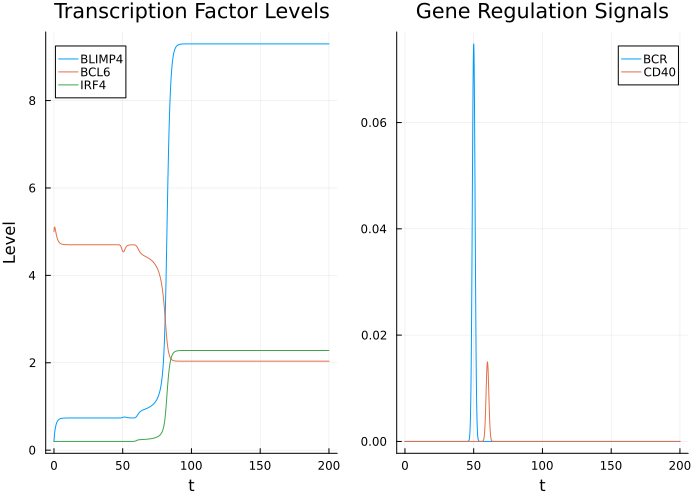 Transcription Factor Levels
BLIMP4
BCL6
IRF4
Level
8
6
4
2
0
0 50 100 150 200
t
Gene Regulation Signals
BCR
CD40
0.06
0.04
0.02
0.00
0 50 100 150 200
t